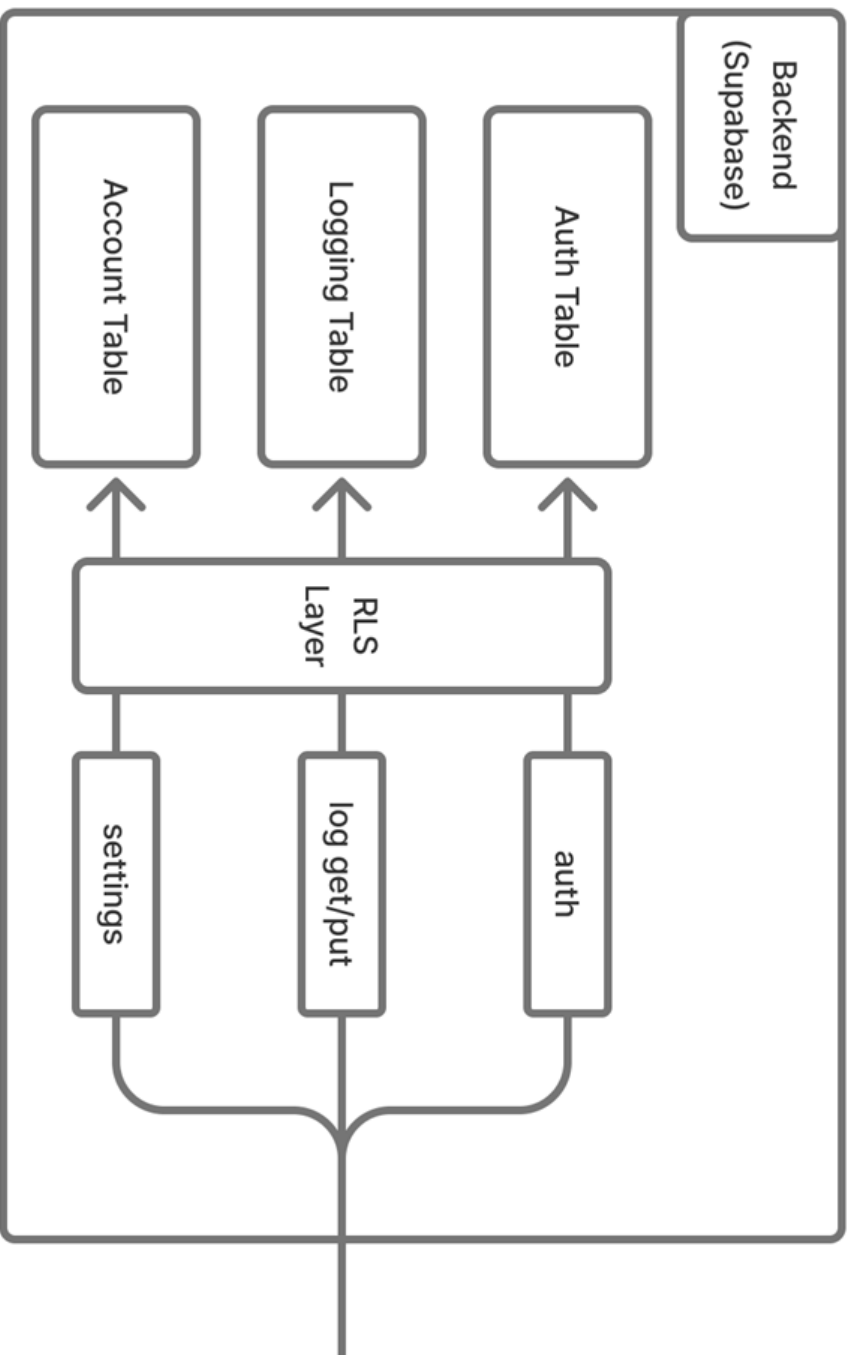 Backend
(Supabase)
Auth Table
Logging Table
Account Table
RLS
Layer
auth
log get/put
settings